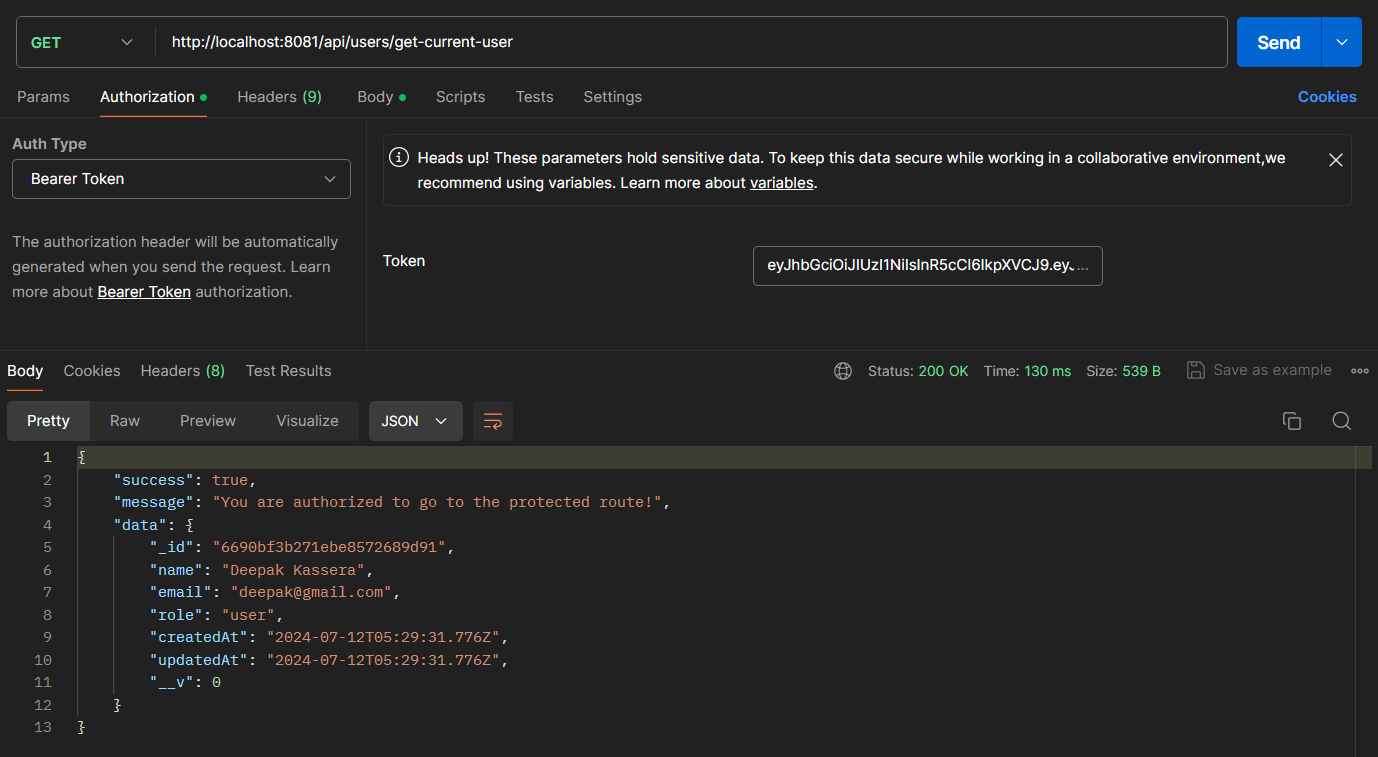 GET http://localhost:8081/api/users/get-current-user Send
Params Authorization Headers (9) Body Scripts Tests Settings Cookies
Auth Type
Bearer Token
The authorization header will be automatically
generated when you send the request. Learn
more about Bearer Token authorization.
Heads up! These parameters hold sensitive data. To keep this data secure while working in a collaborative environment,we
recommend using variables. Learn more about variables.
Token eyJhbGciOiJIUzI1NiIsInR5cCI6IkpXVCJ9.eyJ...
Body Cookies Headers (8) Test Results Status: 200 OK Time: 130 ms Size: 539 B Save as example
Pretty Raw Preview Visualize JSON
1 {
2 "success": true,
3 "message": "You are authorized to go to the protected route!",
4 "data": {
5 "_id": "6690bf3b271ebe8572689d91",
6 "name": "Deepak Kassera",
7 "email": "deepak@gmail.com",
8 "role": "user",
9 "createdAt": "2024-07-12T05:29:31.776Z",
10 "updatedAt": "2024-07-12T05:29:31.776Z",
11 "__v": 0
12 }
13 }